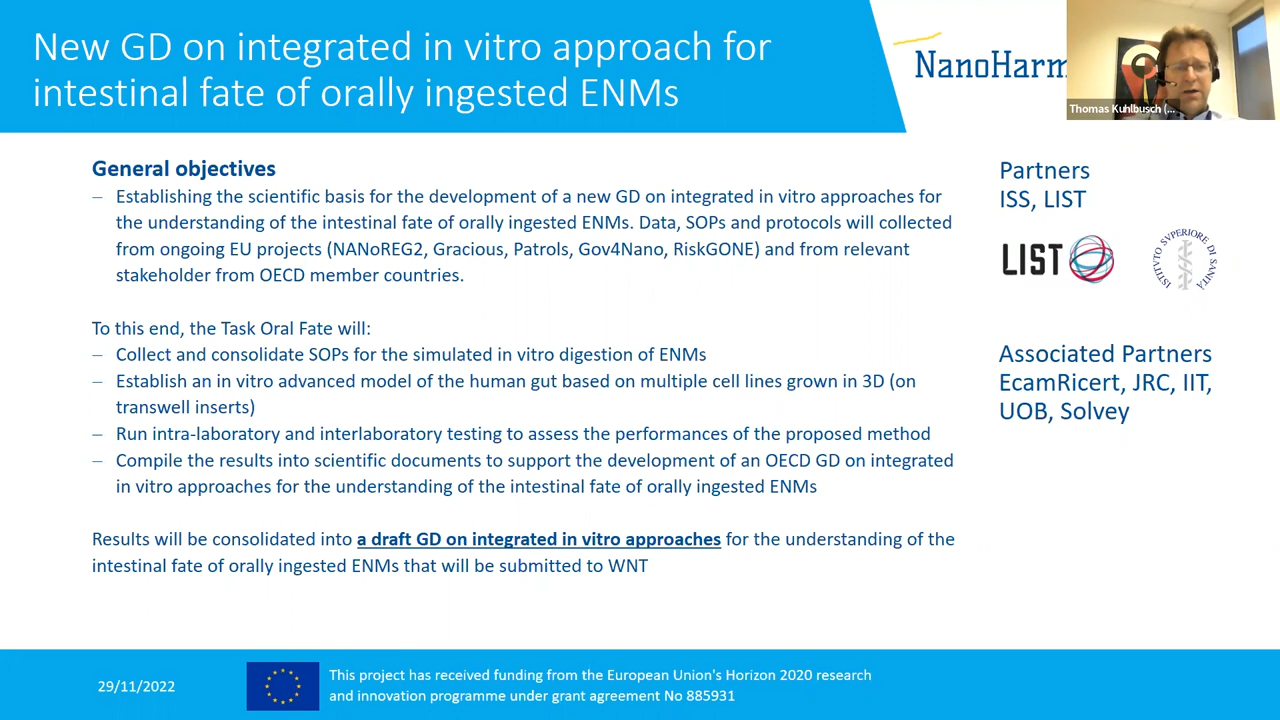 New GD on integrated in vitro approach for
intestinal fate of orally ingested ENMs
NanoHarm
Thomas Kuhlbusch (...
General objectives
– Establishing the scientific basis for the development of a new GD on integrated in vitro approaches for
the understanding of the intestinal fate of orally ingested ENMs. Data, SOPs and protocols will collected
from ongoing EU projects (NANoREG2, Gracious, Patrols, Gov4Nano, RiskGONE) and from relevant
stakeholder from OECD member countries.
To this end, the Task Oral Fate will:
– Collect and consolidate SOPs for the simulated in vitro digestion of ENMs
– Establish an in vitro advanced model of the human gut based on multiple cell lines grown in 3D (on
transwell inserts)
– Run intra-laboratory and interlaboratory testing to assess the performances of the proposed method
– Compile the results into scientific documents to support the development of an OECD GD on integrated
in vitro approaches for the understanding of the intestinal fate of orally ingested ENMs
Results will be consolidated into a draft GD on integrated in vitro approaches for the understanding of the
intestinal fate of orally ingested ENMs that will be submitted to WNT
Partners
ISS, LIST
LIST
ISTITVTO SVPERIORE DI SANITÀ
Associated Partners
EcamRicert, JRC, IIT,
UOB, Solvey
29/11/2022
This project has received funding from the European Union's Horizon 2020 research
and innovation programme under grant agreement No 885931